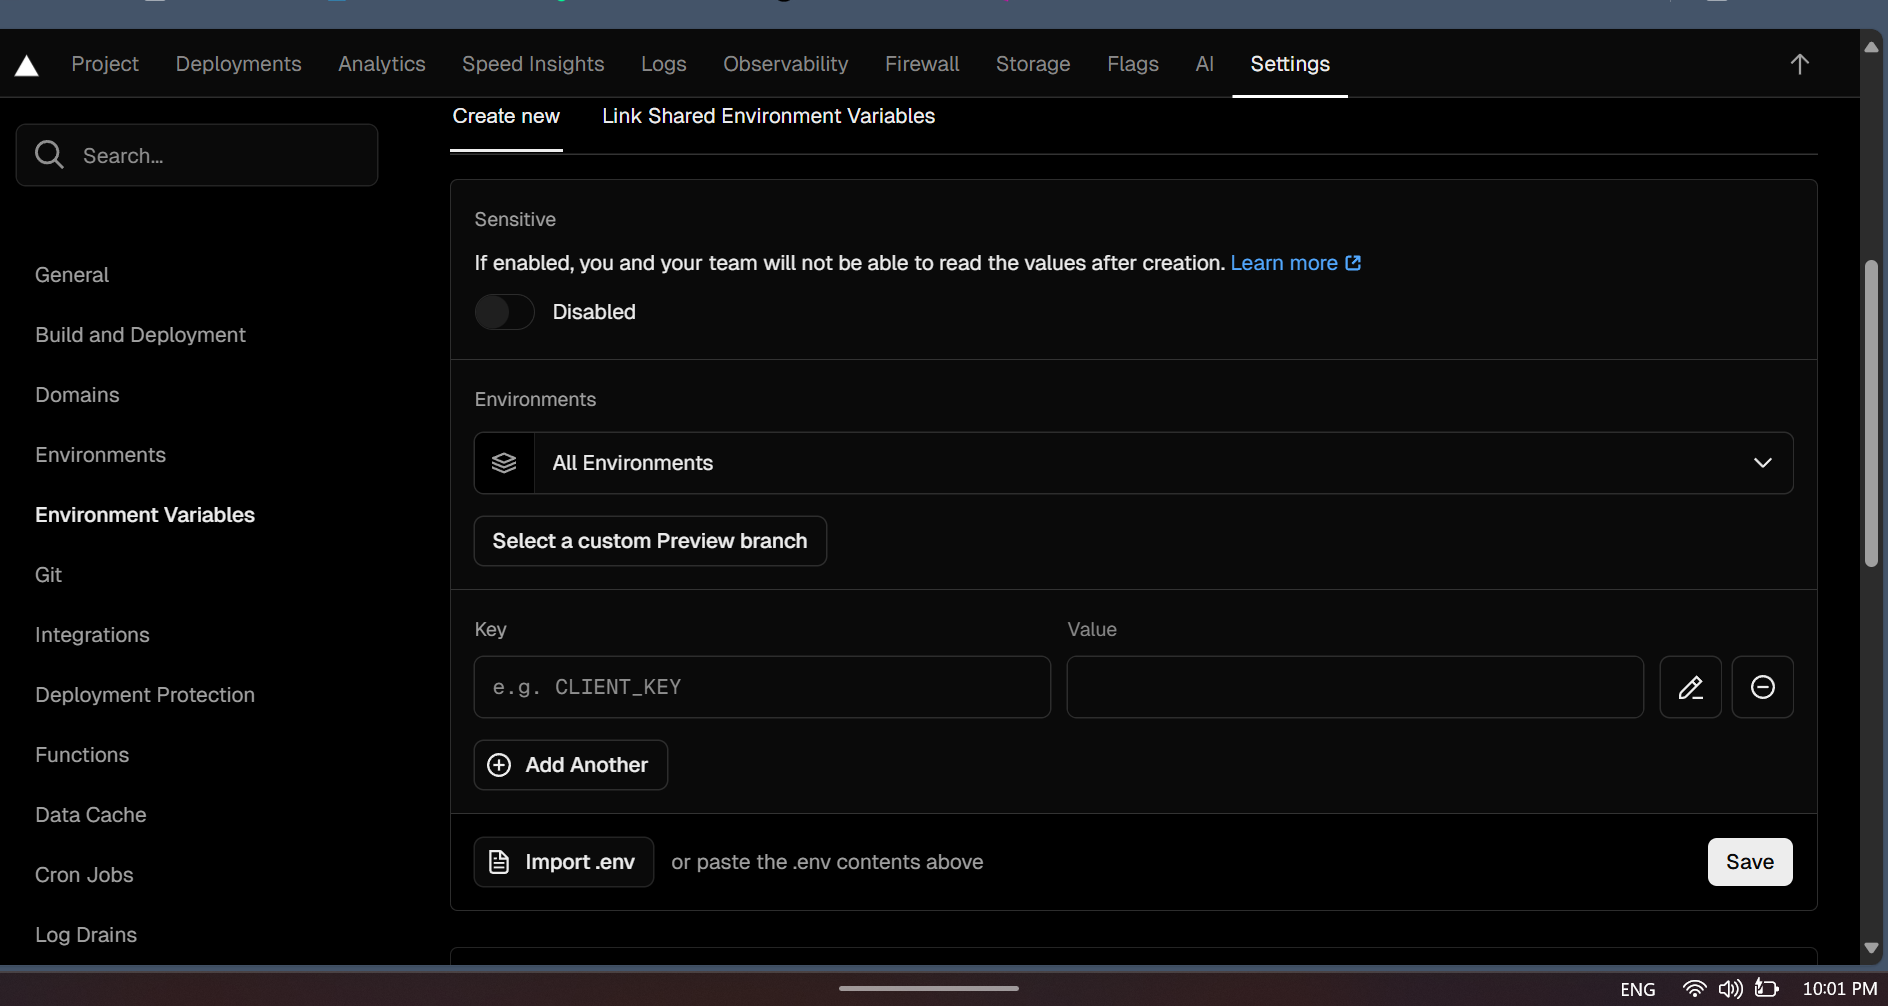 Project Deployments Analytics Speed Insights Logs Observability Firewall Storage Flags AI Settings
Create new Link Shared Environment Variables
Search...
General
Build and Deployment
Domains
Environments
Environment Variables
Git
Integrations
Deployment Protection
Functions
Data Cache
Cron Jobs
Log Drains
Sensitive
If enabled, you and your team will not be able to read the values after creation. Learn more
Disabled
Environments
All Environments
Select a custom Preview branch
Key Value
e.g. CLIENT_KEY
Add Another
Import .env or paste the .env contents above Save
ENG 10:01 PM